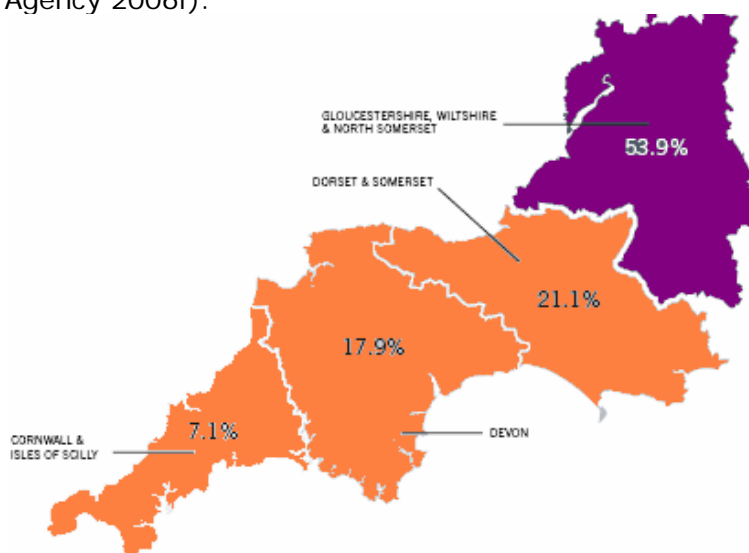 Agency 2008f).
GLOUCESTERSHIRE, WILTSHIRE
& NORTH SOMERSET
53.9%
DORSET & SOMERSET
21.1%
17.9%
7.1%
CORNWALL &
ISLES OF SCILLY
DEVON